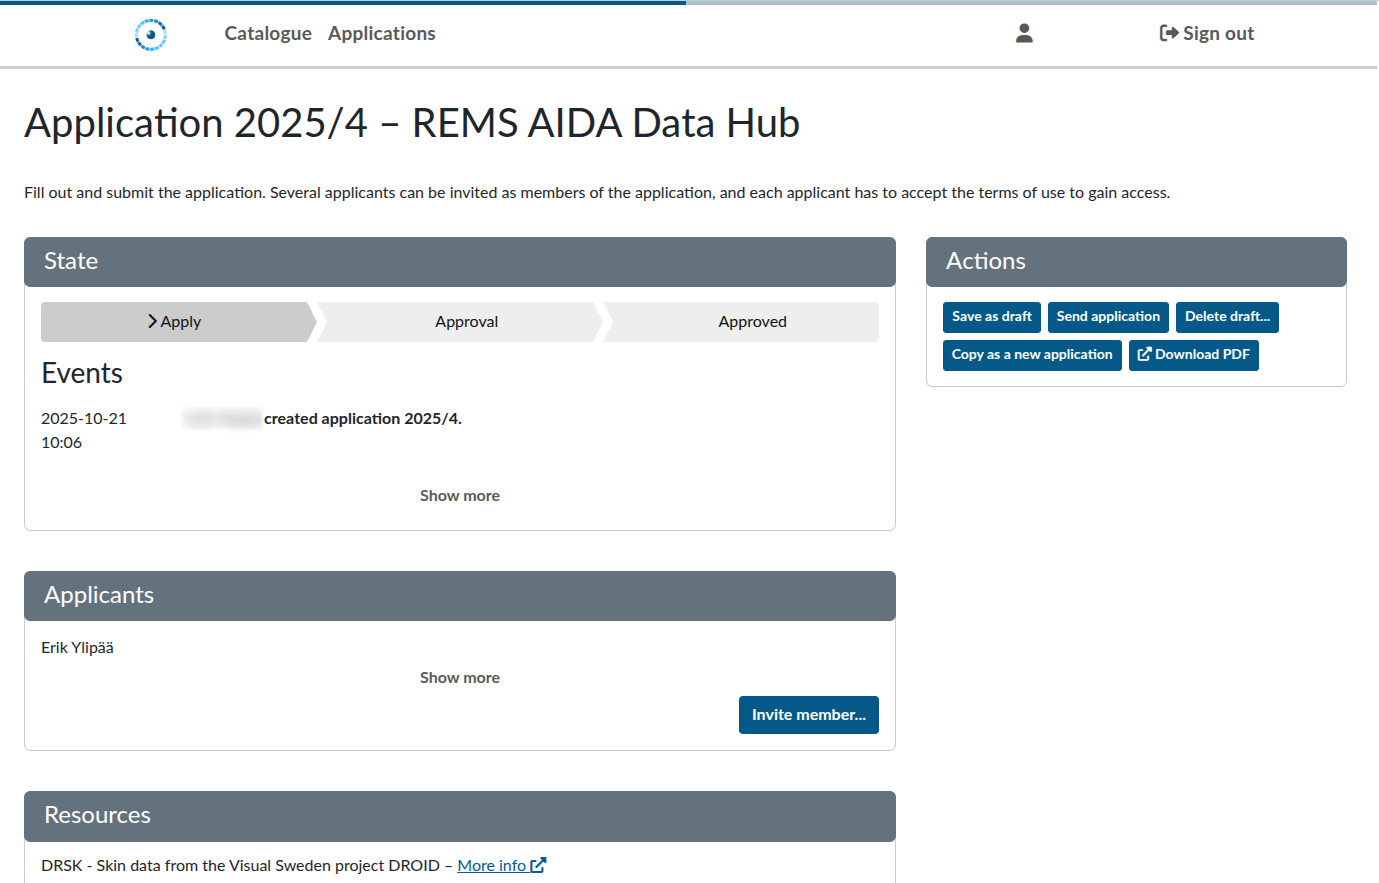 Catalogue Applications Sign out
Application 2025/4 – REMS AIDA Data Hub
Fill out and submit the application. Several applicants can be invited as members of the application, and each applicant has to accept the terms of use to gain access.
State
Apply Approval Approved
Events
2025-10-21 10:06
created application 2025/4.
Show more
Applicants
Erik Ylipää
Show more
Invite member...
Resources
DRSK - Skin data from the Visual Sweden project DROID – More info
Actions
Save as draft Send application Delete draft...
Copy as a new application Download PDF